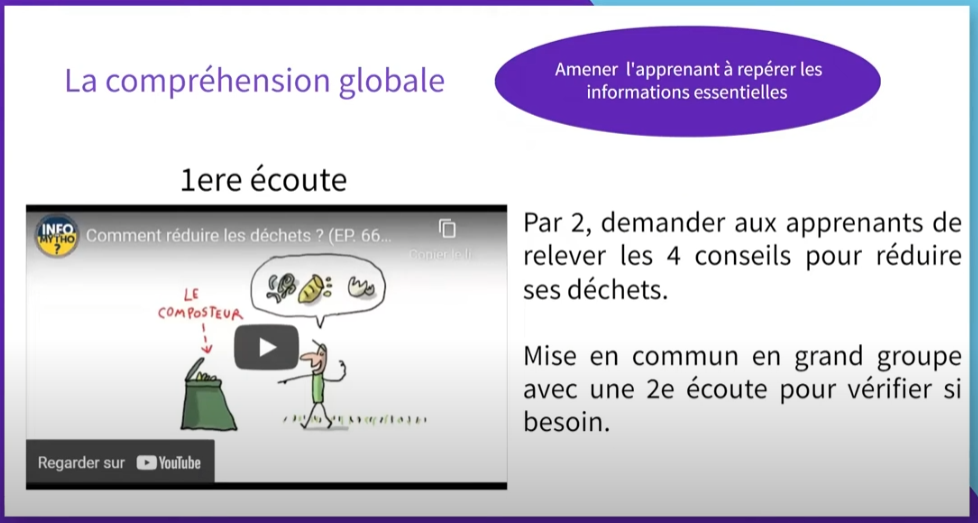 La compréhension globale
Amener l'apprenant à repérer les
informations essentielles
1ere écoute
INFO
MYTHO
?
Comment réduire les déchets ? (EP. 66...
Copier le li...
LE
COMPOSTEUR
Regarder sur YouTube
Par 2, demander aux apprenants de
relever les 4 conseils pour réduire
ses déchets.
Mise en commun en grand groupe
avec une 2e écoute pour vérifier si
besoin.